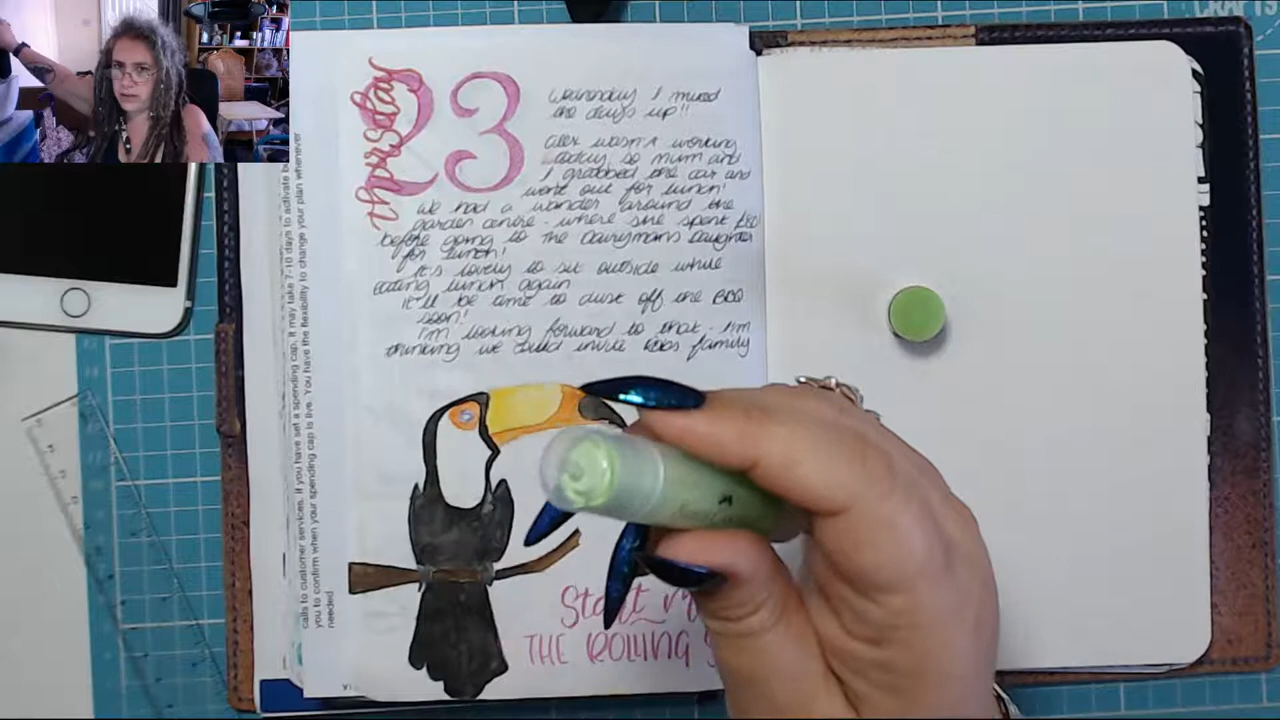 thursday
23
Wednesday I mixed
the days up!!
Alex wasn't working
today so mum and
I grabbed the car and
went out for lunch!
we had a wander around the
garden centre - where she spent
before going to the Dairymans Daughter
for lunch!
It's lovely to sit outside while
eating lunch again
it'll be time to dust off the BBQ
soon!
I'm looking forward to that - I'm
thinking we could invite family
Start
THE ROLLING S
calls to customer services. If you have set a spending cap, it may take 7-10 days to activate
you to confirm when your spending cap is live. You have the flexibility to change your plan whenever
needed